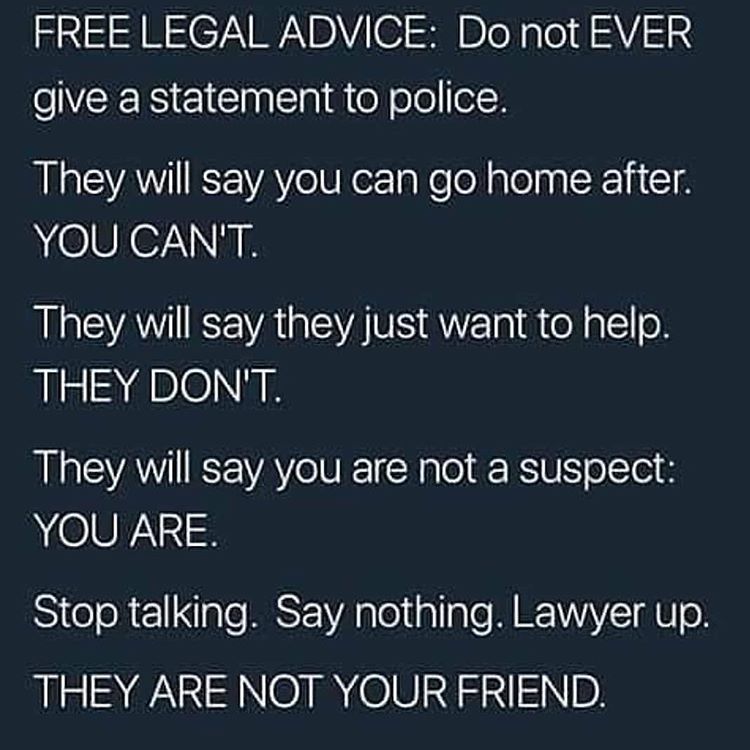 FREE LEGAL ADVICE:  Do not EVER
give a statement to police.
They will say you can go home after.
YOU CAN'T.
They will say they just want to help.
THEY DON'T.
They will say you are not a suspect:
YOU ARE.
Stop talking.  Say nothing. Lawyer up.
THEY ARE NOT YOUR FRIEND.